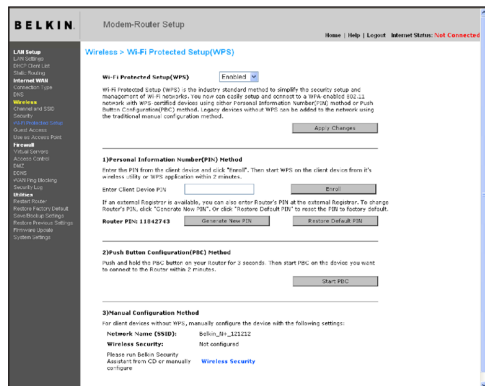 BELKIN.
Modem-Router Setup
Home | Help | Logout Internet Status: Not Connected
LAN Setup
LAN Settings
DHCP Client List
Static Routing
Internet WAN
Connection Type
DNS
Wireless
Channel and SSID
Security
Wi-Fi Protected Setup
Guest Access
Use as Access Point
Firewall
Virtual Servers
Access Control
DMZ
DDNS
WAN Ping Blocking
Security Log
Utilities
Restart Router
Restore Factory Default
Save/Backup Settings
Restore Previous Settings
Firmware Update
System Settings
Wireless > Wi-Fi Protected Setup(WPS)
Wi-Fi Protected Setup(WPS) Enabled
Wi-Fi Protected Setup (WPS) is the industry standard method to simplify the security setup and
management of Wi-Fi networks. You now can easily setup and connect to a WPA-enabled 802.11
network with WPS-certified devices using either Personal Information Number(PIN) method or Push
Button Configuration(PBC) method. Legacy devices without WPS can be added to the network using
the traditional manual configuration method.
Apply Changes
1)Personal Information Number(PIN) Method
Enter the PIN from the client device and click "Enroll". Then start WPS on the client device from it's
wireless utility or WPS application within 2 minutes.
Enter Client Device PIN
Enroll
If an external Registrar is available, you can also enter Router's PIN at the external Registrar. To change
Router's PIN, click "Generate New PIN". Or click "Restore Default PIN" to reset the PIN to factory default.
Router PIN: 11842743 Generate New PIN Restore Default PIN
2)Push Button Configuration(PBC) Method
Push and hold the PBC button on your Router for 3 seconds. Then start PBC on the device you want
to connect to the Router within 2 minutes.
Start PBC
3)Manual Configuration Method
For client devices without WPS, manually configure the device with the following settings:
Network Name (SSID): Belkin_N+_121212
Wireless Security: Not configured
Please run Belkin Security
Assistant from CD or manually
configure
Wireless Security